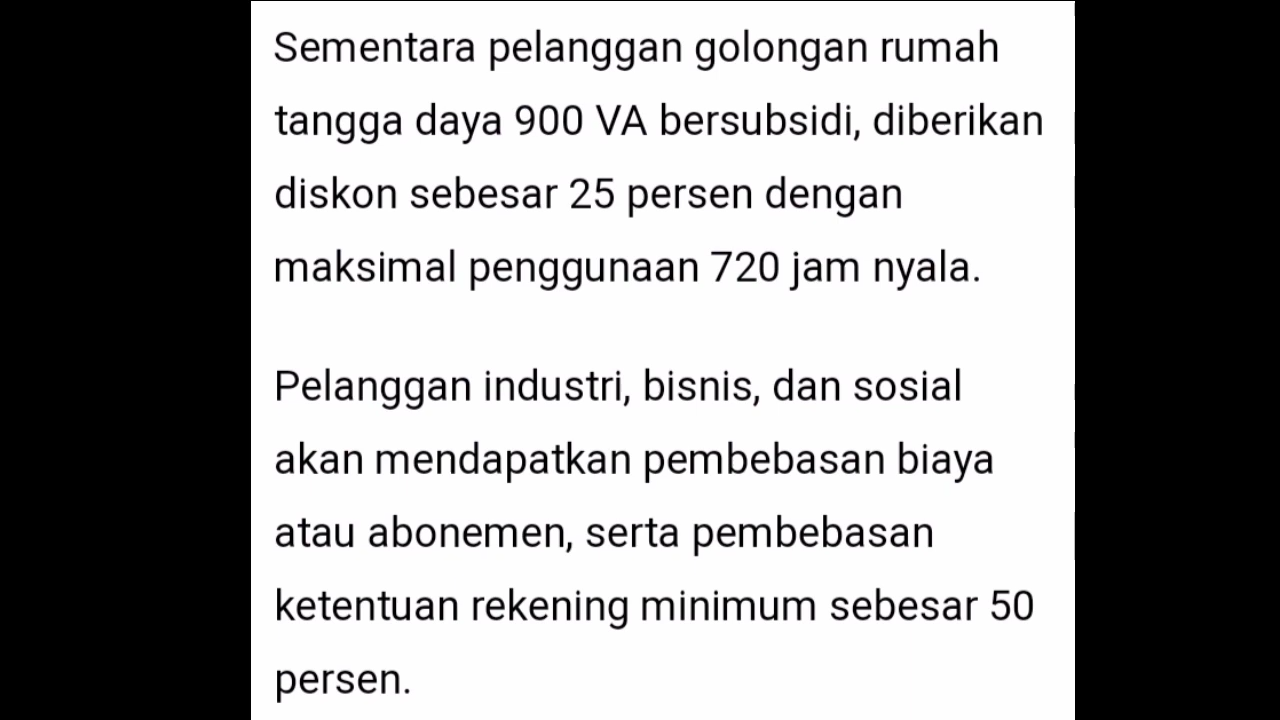 Sementara pelanggan golongan rumah
tangga daya 900 VA bersubsidi, diberikan
diskon sebesar 25 persen dengan
maksimal penggunaan 720 jam nyala.
Pelanggan industri, bisnis, dan sosial
akan mendapatkan pembebasan biaya
atau abonemen, serta pembebasan
ketentuan rekening minimum sebesar 50
persen.